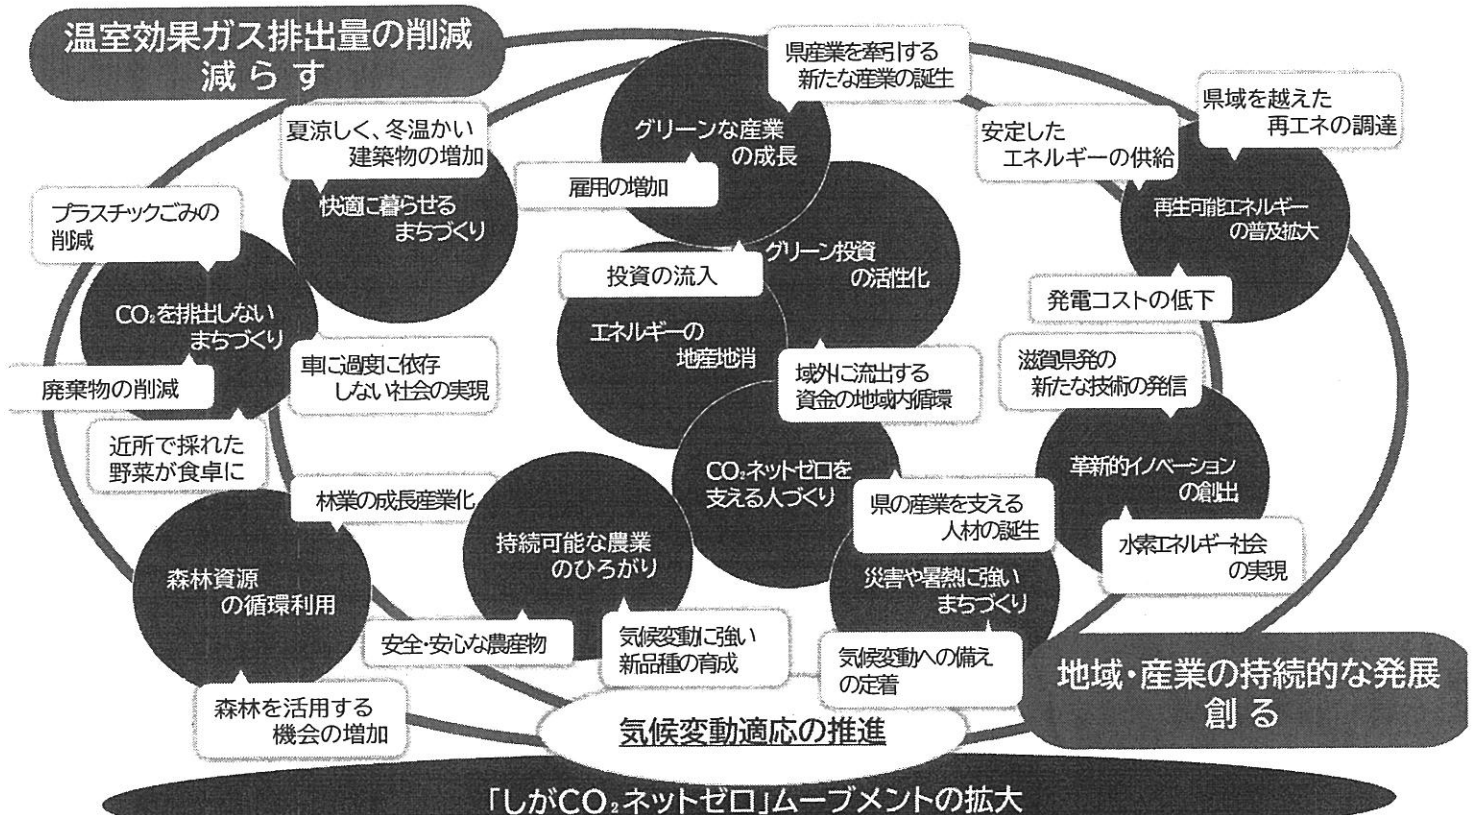 温室効果ガス排出量の削減
減らす
県産業を牽引する
新たな産業の誕生
県域を越えた
再エネの調達
夏涼しく、冬温かい
建築物の増加
グリーンな産業
の成長
安定した
エネルギーの供給
雇用の増加
プラスチックごみの
削減
快適に暮らせる
まちづくり
再生可能エネルギー
の普及拡大
グリーン投資
の活性化
投資の流入
発電コストの低下
CO₂を排出しない
まちづくり
エネルギーの
地産地消
車に過度に依存
しない社会の実現
域外に流出する
資金の地域内循環
滋賀県発の
新たな技術の発信
廃棄物の削減
近所で採れた
野菜が食卓に
CO₂ネットゼロを
支える人づくり
革新的イノベーション
の創出
林業の成長産業化
県の産業を支える
人材の誕生
持続可能な農業
のひろがり
水素エネルギー社会
の実現
森林資源
の循環利用
災害や暑熱に強い
まちづくり
安全・安心な農産物
気候変動に強い
新品種の育成
気候変動への備え
の定着
地域・産業の持続的な発展
創る
森林を活用する
機会の増加
気候変動適応の推進
「しがCO₂ネットゼロ」ムーブメントの拡大